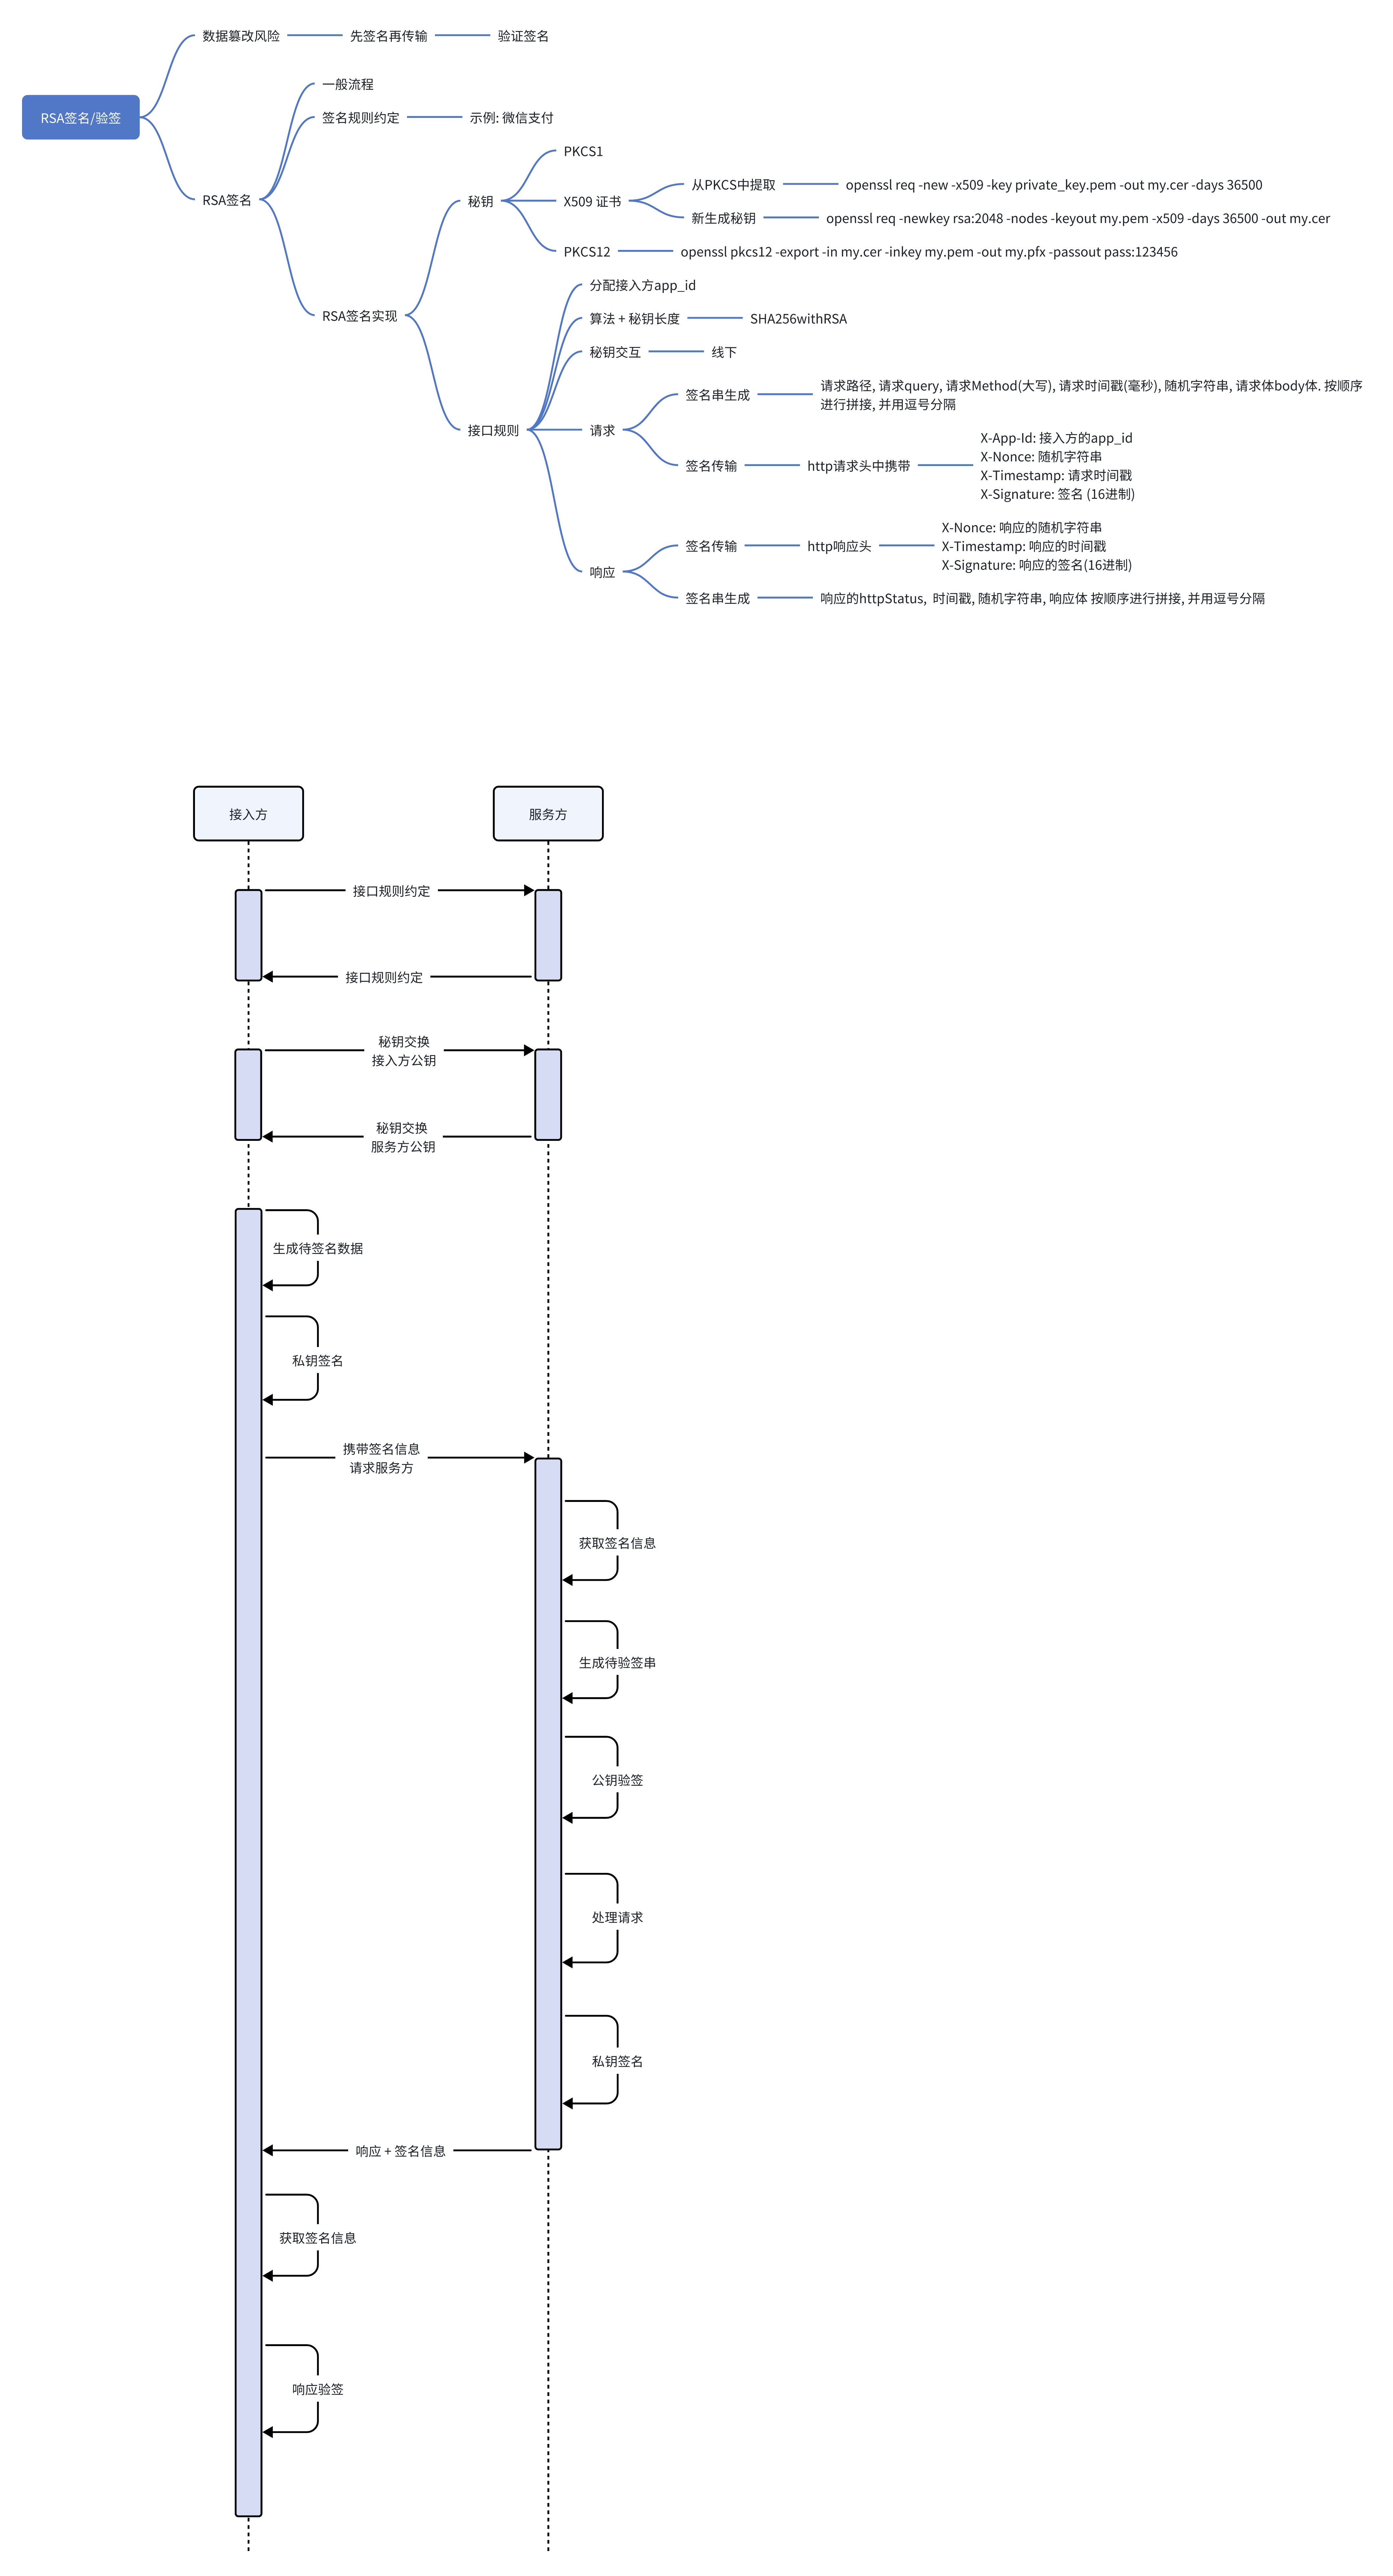 数据篡改风险
先签名再传输
验证签名
RSA签名/验签
一般流程
签名规则约定
示例: 微信支付
RSA签名
RSA签名实现
秘钥
PKCS1
X509 证书
从PKCS中提取
openssl req -new -x509 -key private_key.pem -out my.cer -days 36500
新生成秘钥
openssl req -newkey rsa:2048 -nodes -keyout my.pem -x509 -days 36500 -out my.cer
PKCS12
openssl pkcs12 -export -in my.cer -inkey my.pem -out my.pfx -passout pass:123456
接口规则
分配接入方app_id
算法 + 秘钥长度
SHA256withRSA
秘钥交互
线下
请求
签名串生成
请求路径, 请求query, 请求Method(大写), 请求时间戳(毫秒), 随机字符串, 请求体body体. 按顺序
进行拼接, 并用逗号分隔
签名传输
http请求头中携带
X-App-Id: 接入方的app_id
X-Nonce: 随机字符串
X-Timestamp: 请求时间戳
X-Signature: 签名 (16进制)
响应
签名传输
http响应头
X-Nonce: 响应的随机字符串
X-Timestamp: 响应的时间戳
X-Signature: 响应的签名(16进制)
签名串生成
响应的httpStatus, 时间戳, 随机字符串, 响应体 按顺序进行拼接, 并用逗号分隔
接入方
服务方
接口规则约定
接口规则约定
秘钥交换
接入方公钥
秘钥交换
服务方公钥
生成待签名数据
私钥签名
携带签名信息
请求服务方
获取签名信息
生成待验签串
公钥验签
处理请求
私钥签名
响应 + 签名信息
获取签名信息
响应验签